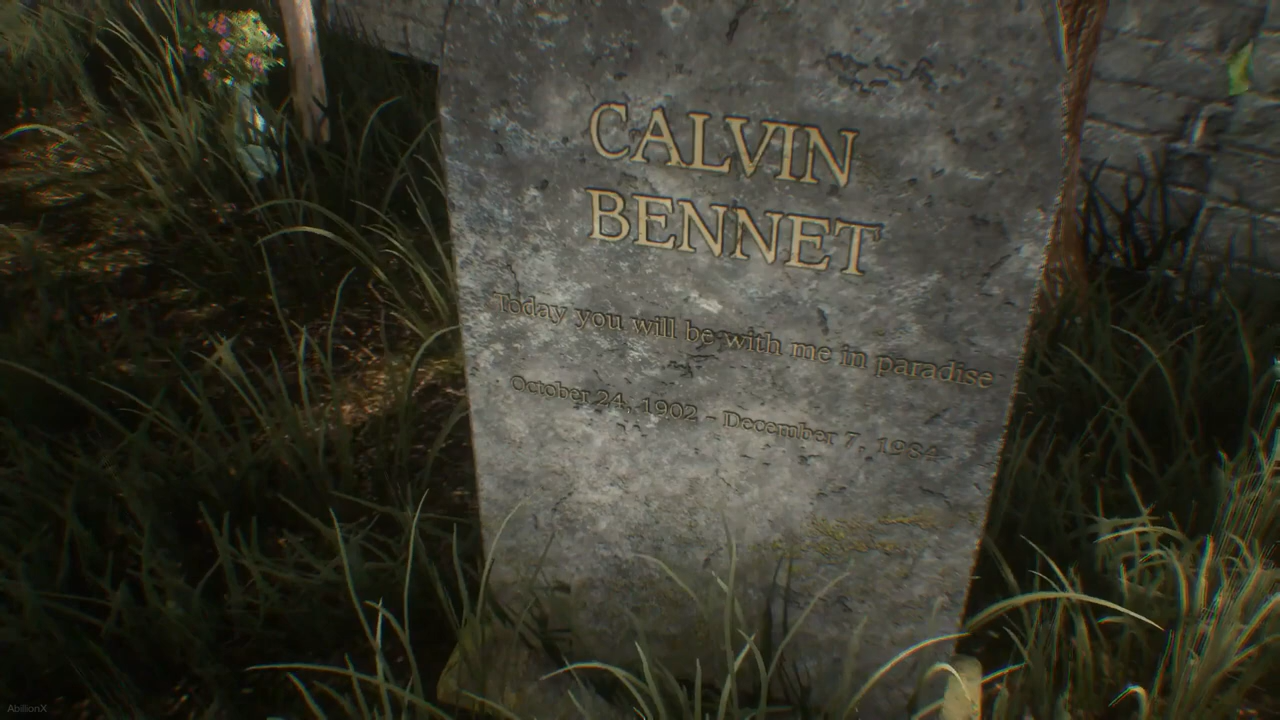 CALVIN
BENNET
Today you will be with me in paradise
October 24, 1902 - December 7, 1984
AbillionX